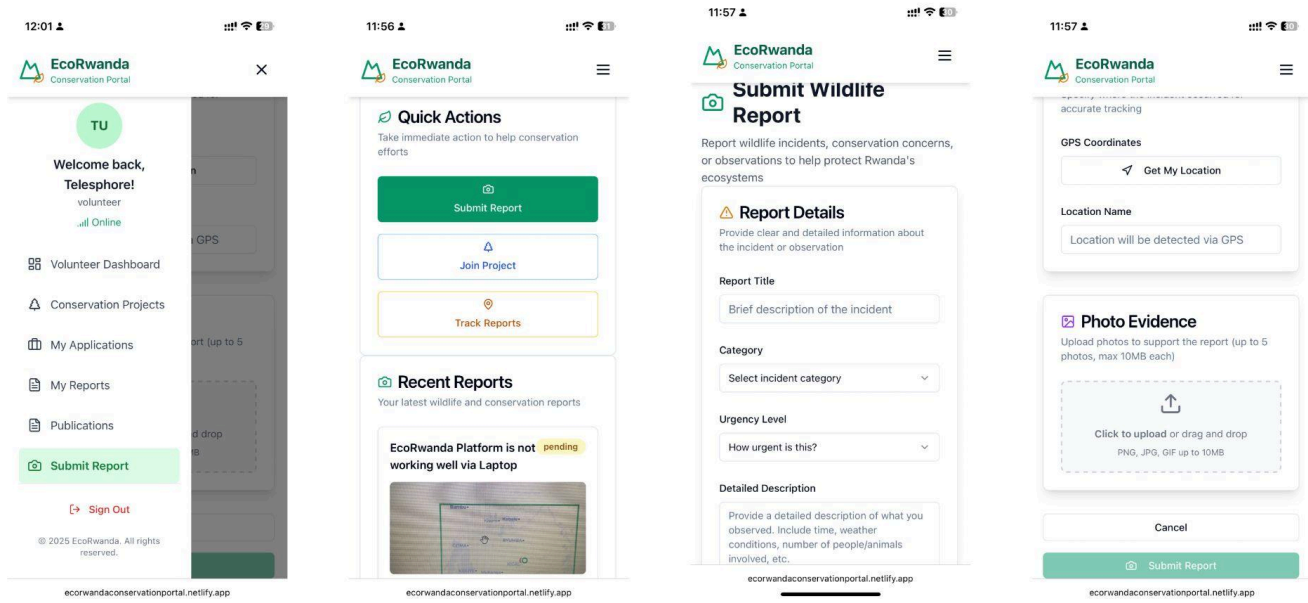 12:01
EcoRwanda
Conservation Portal
TU
Welcome back,
Telesphore!
volunteer
Online
Volunteer Dashboard
Conservation Projects
My Applications
My Reports
Publications
Submit Report
Sign Out
© 2025 EcoRwanda. All rights
reserved.
GPS
ort (up to 5
d drop
ecorwandaconservationportal.netlify.app
11:56
EcoRwanda
Conservation Portal
Quick Actions
Take immediate action to help conservation
efforts
Submit Report
Join Project
Track Reports
Recent Reports
Your latest wildlife and conservation reports
EcoRwanda Platform is not
working well via Laptop
pending
ecorwandaconservationportal.netlify.app
11:57
EcoRwanda
Conservation Portal
Submit Wildlife
Report
Report wildlife incidents, conservation concerns,
or observations to help protect Rwanda's
ecosystems
Report Details
Provide clear and detailed information about
the incident or observation
Report Title
Brief description of the incident
Category
Select incident category
Urgency Level
How urgent is this?
Detailed Description
Provide a detailed description of what you
observed. Include time, weather
conditions, number of people/animals
involved, etc.
ecorwandaconservationportal.netlify.app
11:57
EcoRwanda
Conservation Portal
accurate tracking
GPS Coordinates
Get My Location
Location Name
Location will be detected via GPS
Photo Evidence
Upload photos to support the report (up to 5
photos, max 10MB each)
Click to upload or drag and drop
PNG, JPG, GIF up to 10MB
Cancel
Submit Report
ecorwandaconservationportal.netlify.app